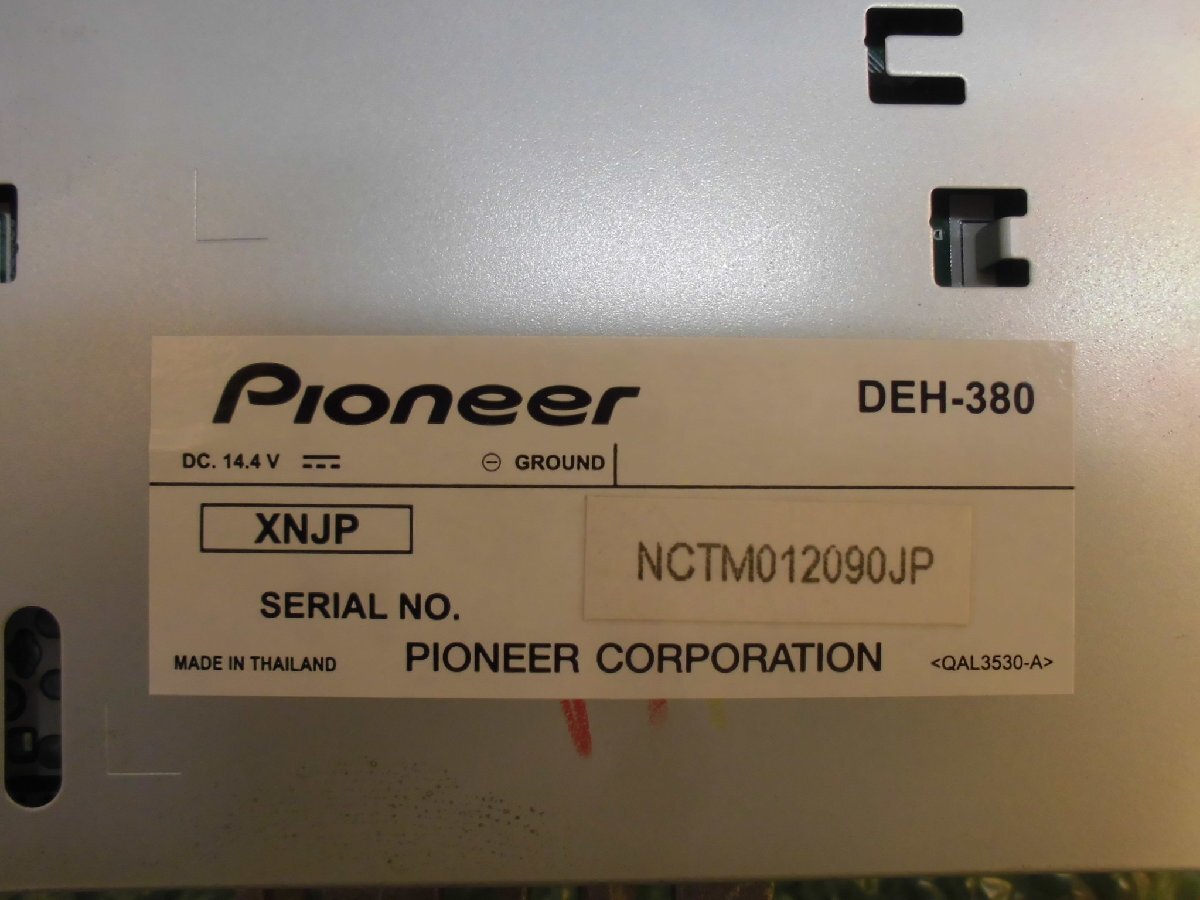 Pioneer DEH-380
DC. 14.4 V ⊖ GROUND
XNJP
NCTM012090JP
SERIAL NO.
MADE IN THAILAND PIONEER CORPORATION <QAL3530-A>